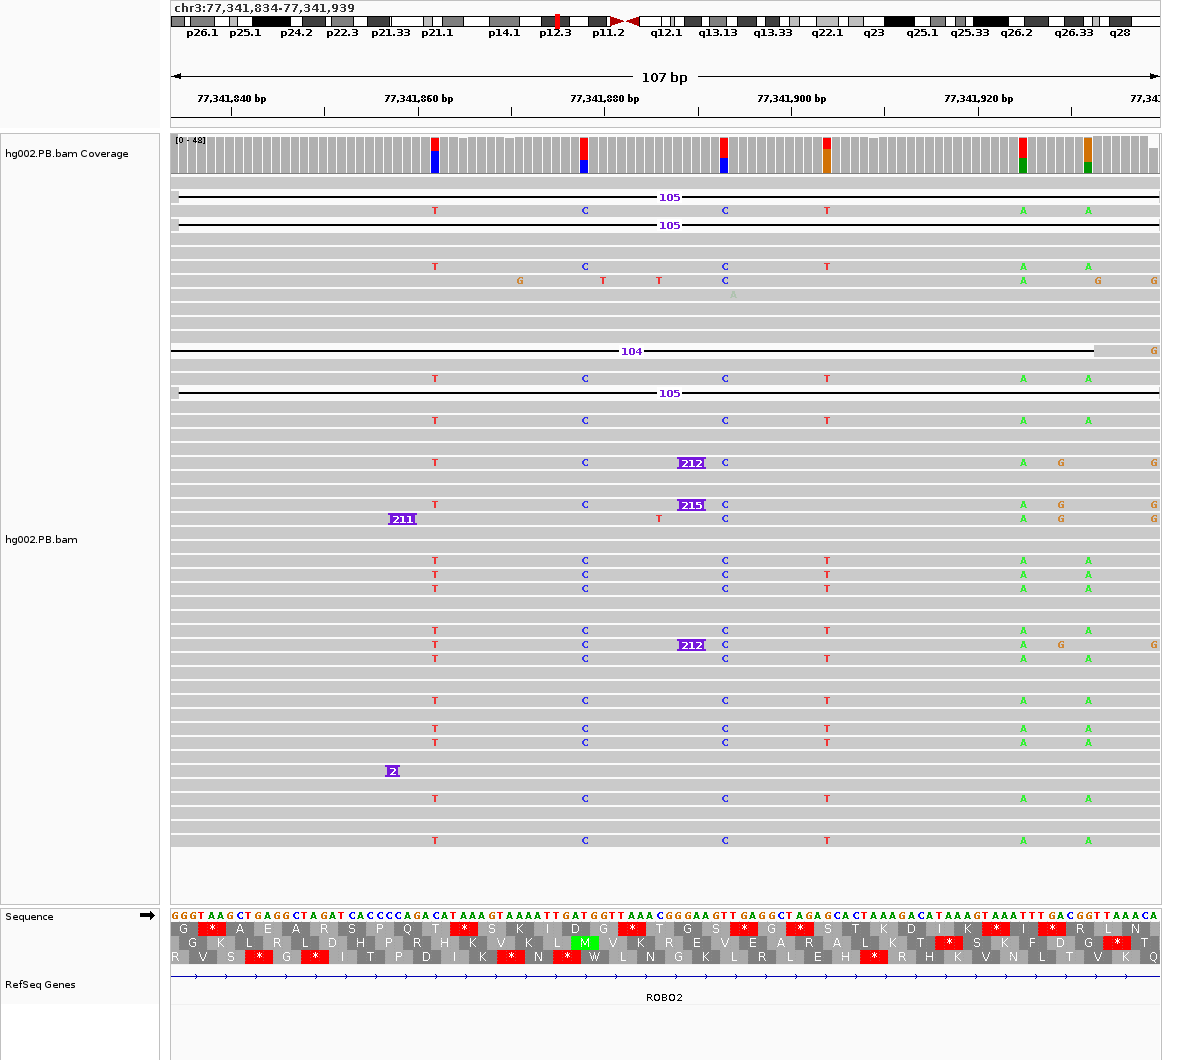 chr3:77,341,834-77,341,939
p26.1 p25.1 p24.2 p22.3 p21.33 p21.1 p14.1 p12.3 p11.2 q12.1 q13.13 q13.33 q22.1 q23 q25.1 q25.33 q26.2 q26.33 q28
107 bp
77,341,840 bp 77,341,860 bp 77,341,880 bp 77,341,900 bp 77,341,920 bp 77,341
[0 - 48]
hg002.PB.bam Coverage
105
T C C T A A
105
T C C T A A
G T T C A G G
A
104 G
T C C T A A
105
T C C T A A
T C 212 C A G G
T C 215 C A G G
211 T C A G G
hg002.PB.bam
T C C T A A
T C C T A A
T C C T A A
T C C T A A
T C 212 C A G G
T C C T A A
T C C T A A
T C C T A A
T C C T A A
2
T C C T A A
T C C T A A
Sequence GGGTAAGCTGAGGCTAGATCACCCCAGACATAAAGTAAAATTGATGGTTAAACGGGAAGTTGAGGCTAGAGCACTAAAGACATAAAGTAAATTTGACGGTTAAACA
G * A E A R S P Q T * S K I D G * T G S * G * S T K D I K * I * R L N
G K L R L D H P R H K V K L M V K R E V E A R A L K T * S K F D G * T
R V S * G * I T P D I K * N * W L N G K L R L E H * R H K V N L T V K Q
RefSeq Genes
ROBO2